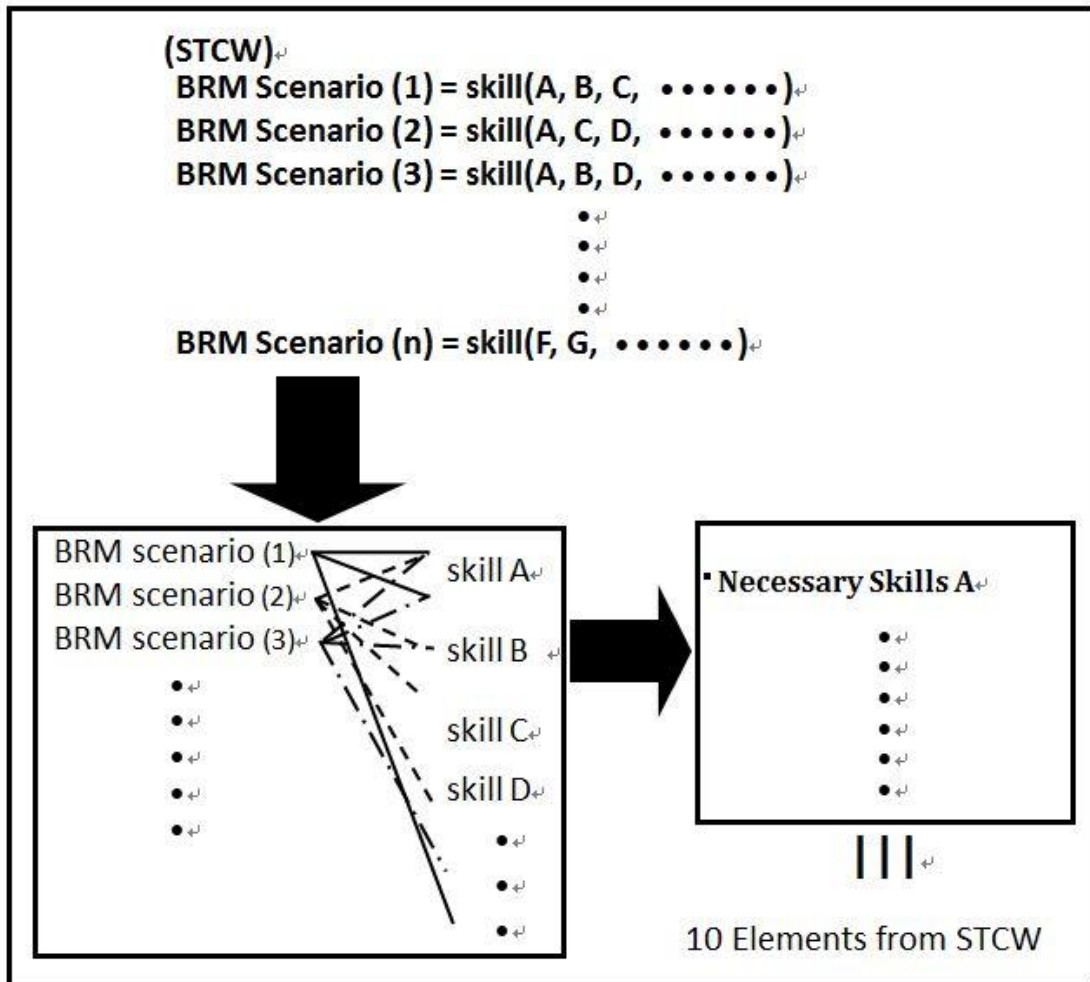 (STCW)↵
BRM Scenario (1) = skill(A, B, C, ••••••)↵
BRM Scenario (2) = skill(A, C, D, ••••••)↵
BRM Scenario (3) = skill(A, B, D, ••••••)↵
•↵
•↵
•↵
•↵
BRM Scenario (n) = skill(F, G, ••••••)↵
BRM scenario (1)↵
BRM scenario (2)↵
BRM scenario (3)↵
•↵
•↵
•↵
•↵
•↵
skill A↵
skill B ↵
skill C↵
skill D↵
•↵
•↵
•↵
▪ Necessary Skills A↵
•↵
•↵
•↵
•↵
•↵
•↵
|||↵
10 Elements from STCW